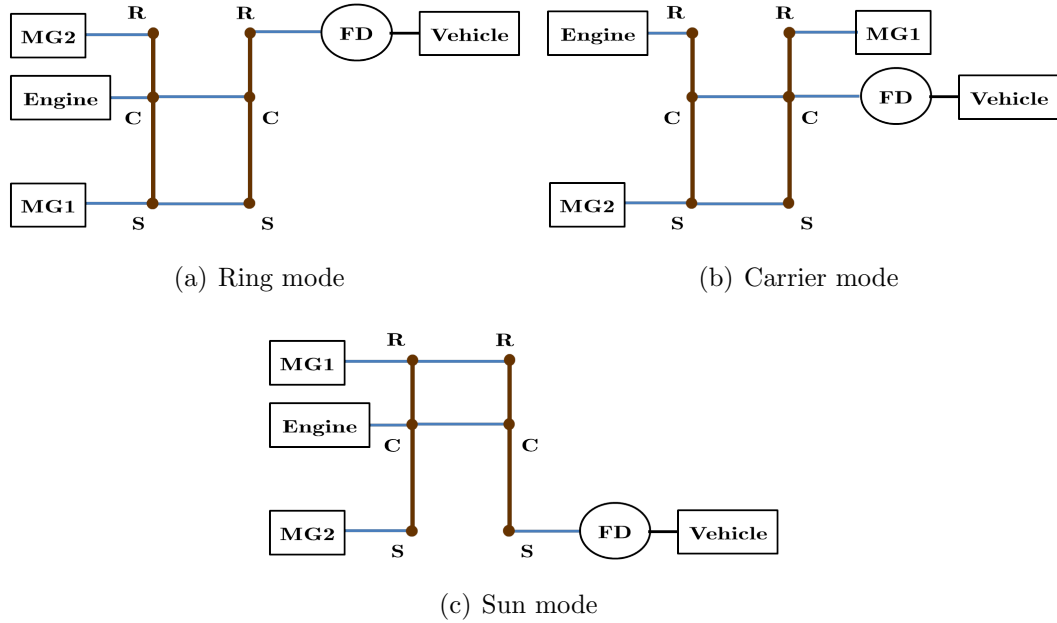 R R
MG2 FD Vehicle
Engine
C C
MG1
S S
(a) Ring mode
R R
Engine MG1
FD Vehicle
C C
MG2
S S
(b) Carrier mode
R R
MG1
Engine
C C
MG2 FD Vehicle
S S
(c) Sun mode